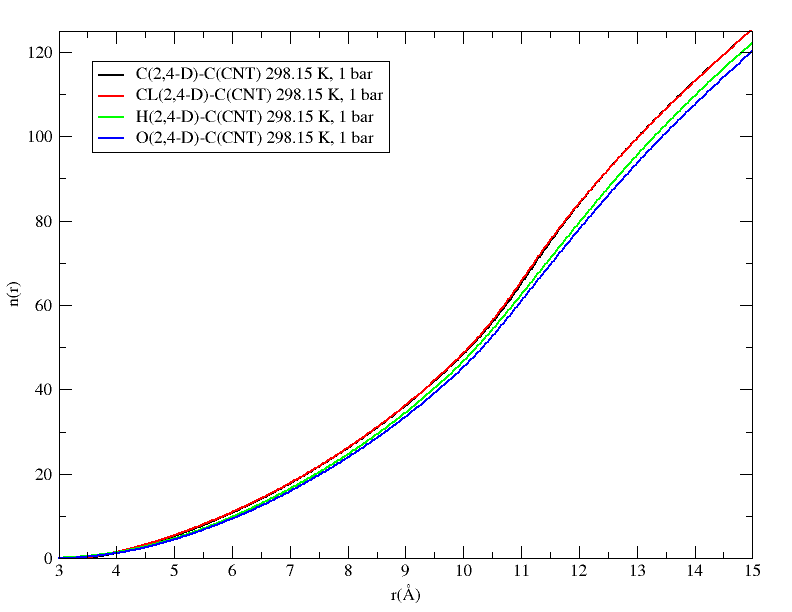 120
100
80
60
40
20
0
n(r)
C(2,4-D)-C(CNT) 298.15 K, 1 bar
CL(2,4-D)-C(CNT) 298.15 K, 1 bar
H(2,4-D)-C(CNT) 298.15 K, 1 bar
O(2,4-D)-C(CNT) 298.15 K, 1 bar
3 4 5 6 7 8 9 10 11 12 13 14 15
r(Å)